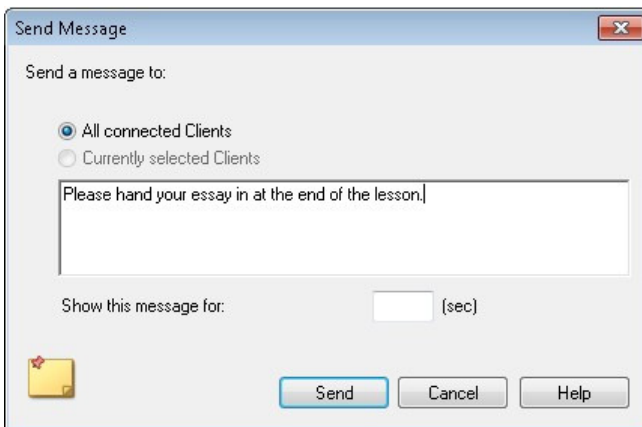 Send Message
Send a message to:
All connected Clients
Currently selected Clients
Please hand your essay in at the end of the lesson.
Show this message for: (sec)
Send Cancel Help